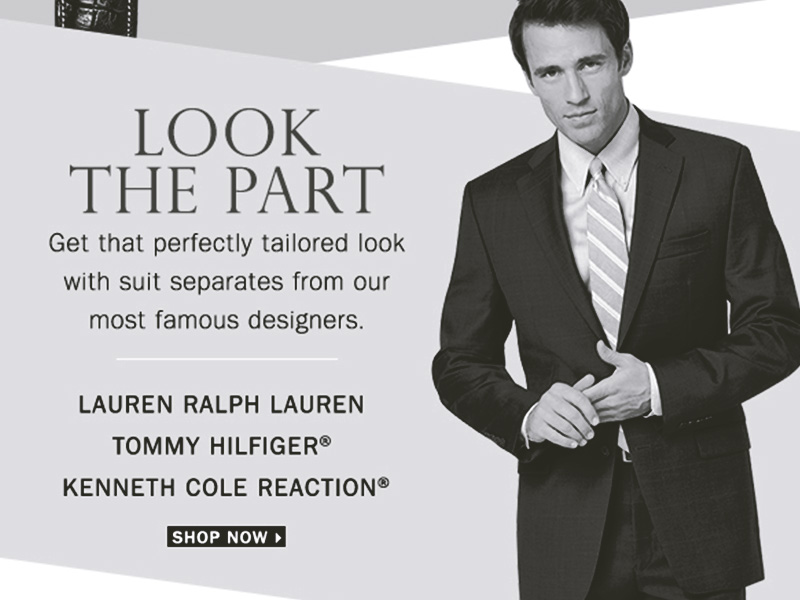 LOOK
THE PART
Get that perfectly tailored look
with suit separates from our
most famous designers.
LAUREN RALPH LAUREN
TOMMY HILFIGER®
KENNETH COLE REACTION®
SHOP NOW